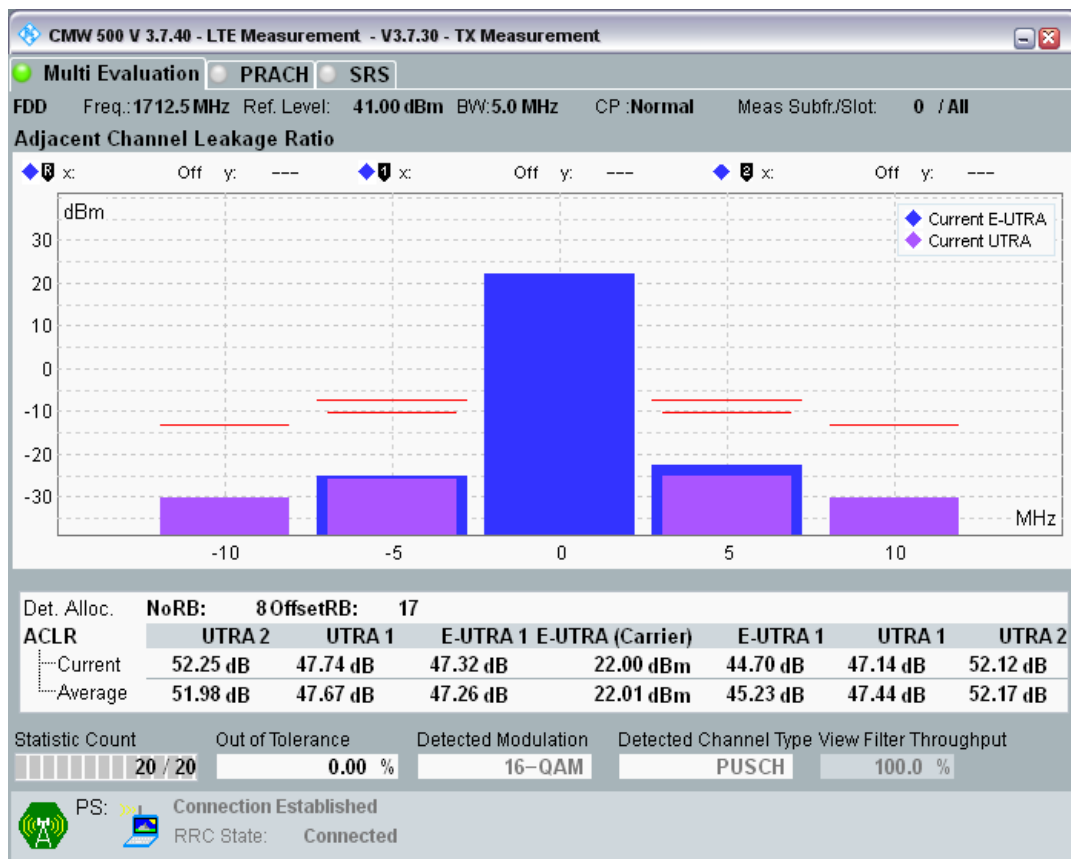 CMW 500 V 3.7.40 - LTE Measurement - V3.7.30 - TX Measurement
Multi Evaluation PRACH SRS
FDD Freq.:1712.5 MHz Ref. Level: 41.00 dBm BW:5.0 MHz CP :Normal Meas Subfr./Slot: 0 / All
Adjacent Channel Leakage Ratio
R x: Off y: --- 1 x: Off y: --- 2 x: Off y: ---
dBm
Current E-UTRA
Current UTRA
30
20
10
0
-10
-20
-30
MHz
-10 -5 0 5 10
Det. Alloc. NoRB: 8 OffsetRB: 17
ACLR UTRA 2 UTRA 1 E-UTRA 1 E-UTRA (Carrier) E-UTRA 1 UTRA 1 UTRA 2
Current 52.25 dB 47.74 dB 47.32 dB 22.00 dBm 44.70 dB 47.14 dB 52.12 dB
Average 51.98 dB 47.67 dB 47.26 dB 22.01 dBm 45.23 dB 47.44 dB 52.17 dB
Statistic Count Out of Tolerance Detected Modulation Detected Channel Type View Filter Throughput
20 / 20 0.00 % 16-QAM PUSCH 100.0 %
PS: Connection Established
RRC State: Connected